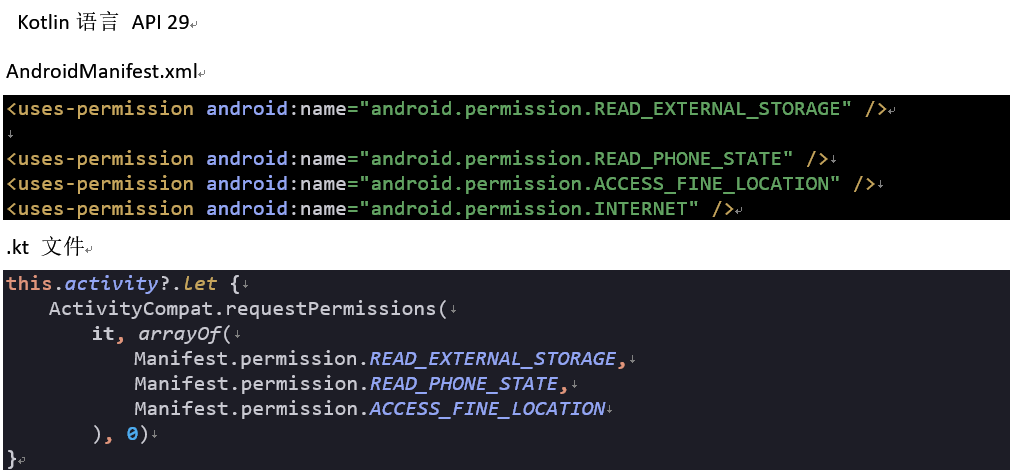 Kotlin 语言 API 29
AndroidManifest.xml
<uses-permission android:name="android.permission.READ_EXTERNAL_STORAGE" />
<uses-permission android:name="android.permission.READ_PHONE_STATE" />
<uses-permission android:name="android.permission.ACCESS_FINE_LOCATION" />
<uses-permission android:name="android.permission.INTERNET" />
.kt 文件
this.activity?.let {
    ActivityCompat.requestPermissions(
        it, arrayOf(
            Manifest.permission.READ_EXTERNAL_STORAGE,
            Manifest.permission.READ_PHONE_STATE,
            Manifest.permission.ACCESS_FINE_LOCATION
        ), 0)
}